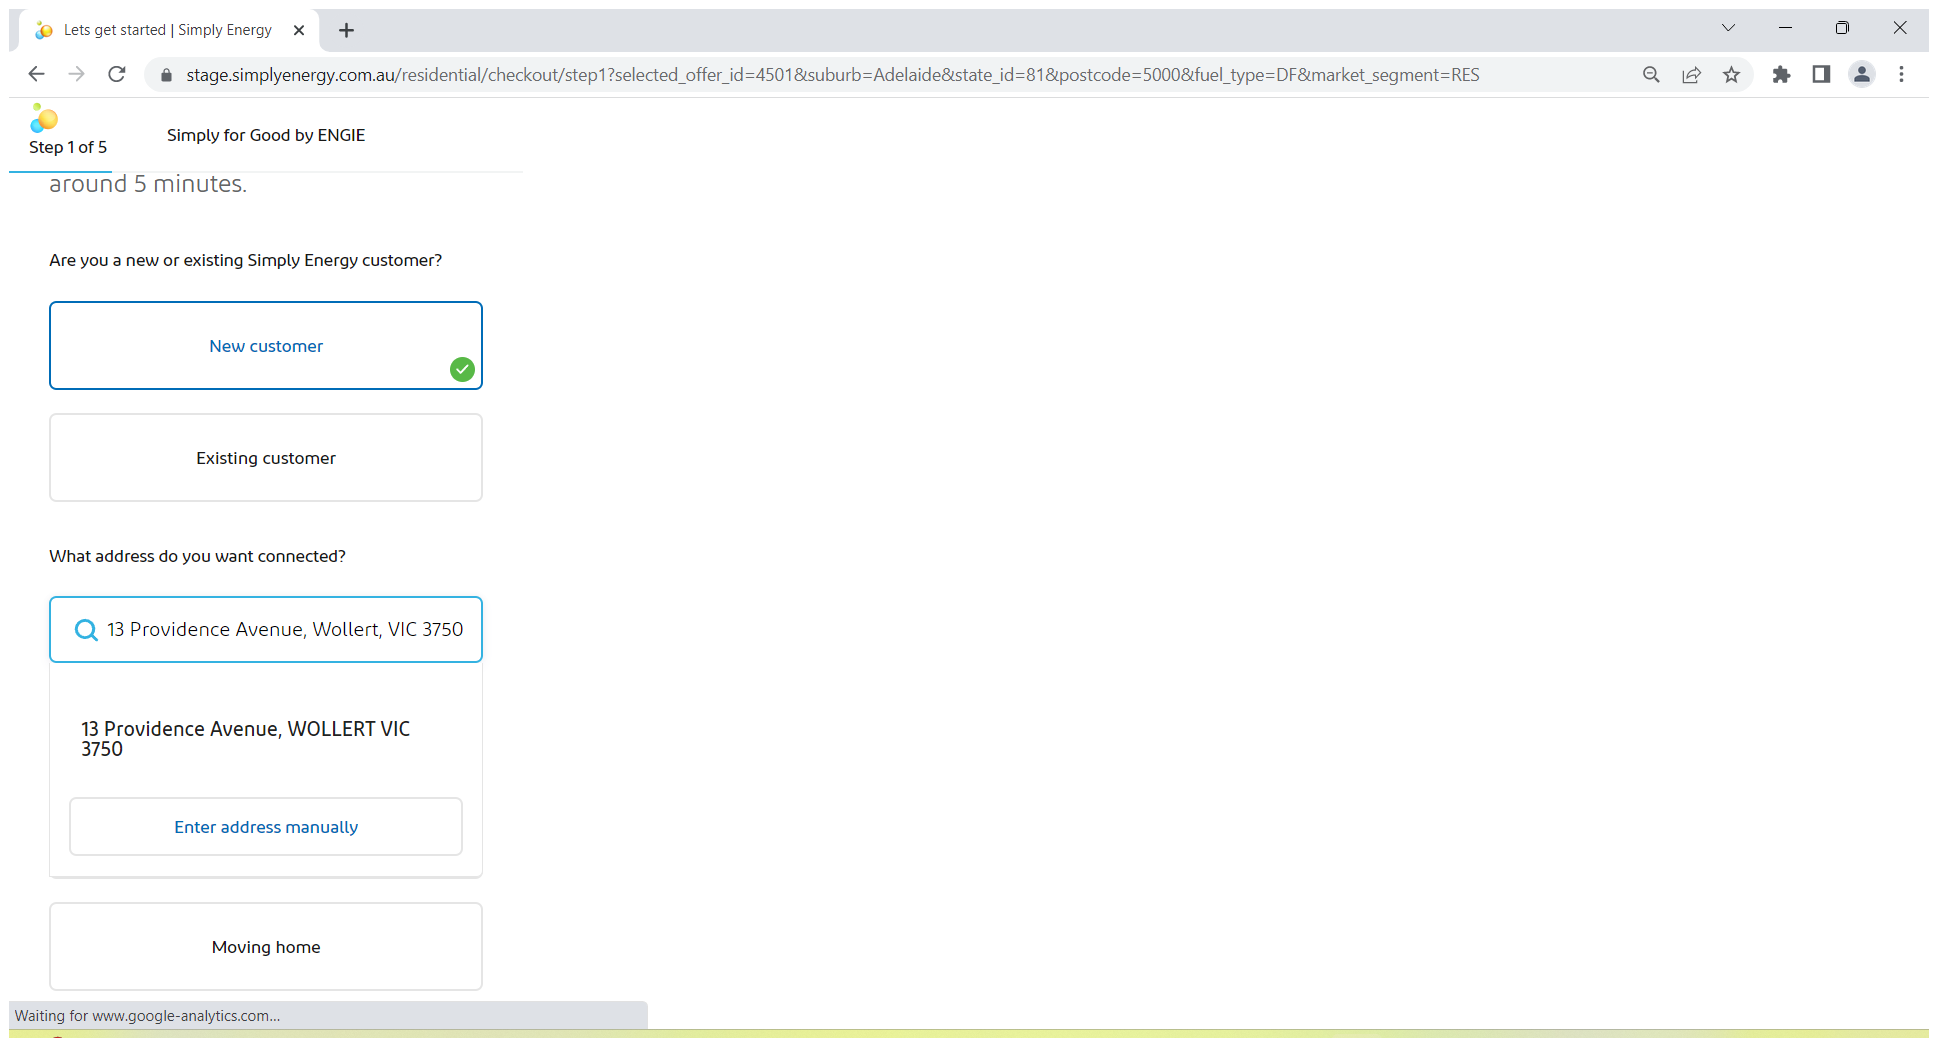 Lets get started | Simply Energy
stage.simplyenergy.com.au/residential/checkout/step1?selected_offer_id=4501&suburb=Adelaide&state_id=81&postcode=5000&fuel_type=DF&market_segment=RES
Step 1 of 5
Simply for Good by ENGIE
around 5 minutes.
Are you a new or existing Simply Energy customer?
New customer
Existing customer
What address do you want connected?
13 Providence Avenue, Wollert, VIC 3750
13 Providence Avenue, WOLLERT VIC
3750
Enter address manually
Moving home
Waiting for www.google-analytics.com...